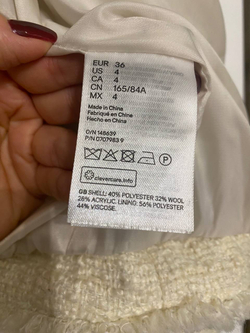 EUR 36
US 4
CA 4
CN 165/84A
MX 4
Made in China
Fabriqué en Chine
Hecho en China
O/N 148639
P/N 0707983 9
P
clevercare.info
GB SHELL: 40% POLYESTER 32% WOOL
28% ACRYLIC. LINING: 56% POLYESTER
44% VISCOSE.